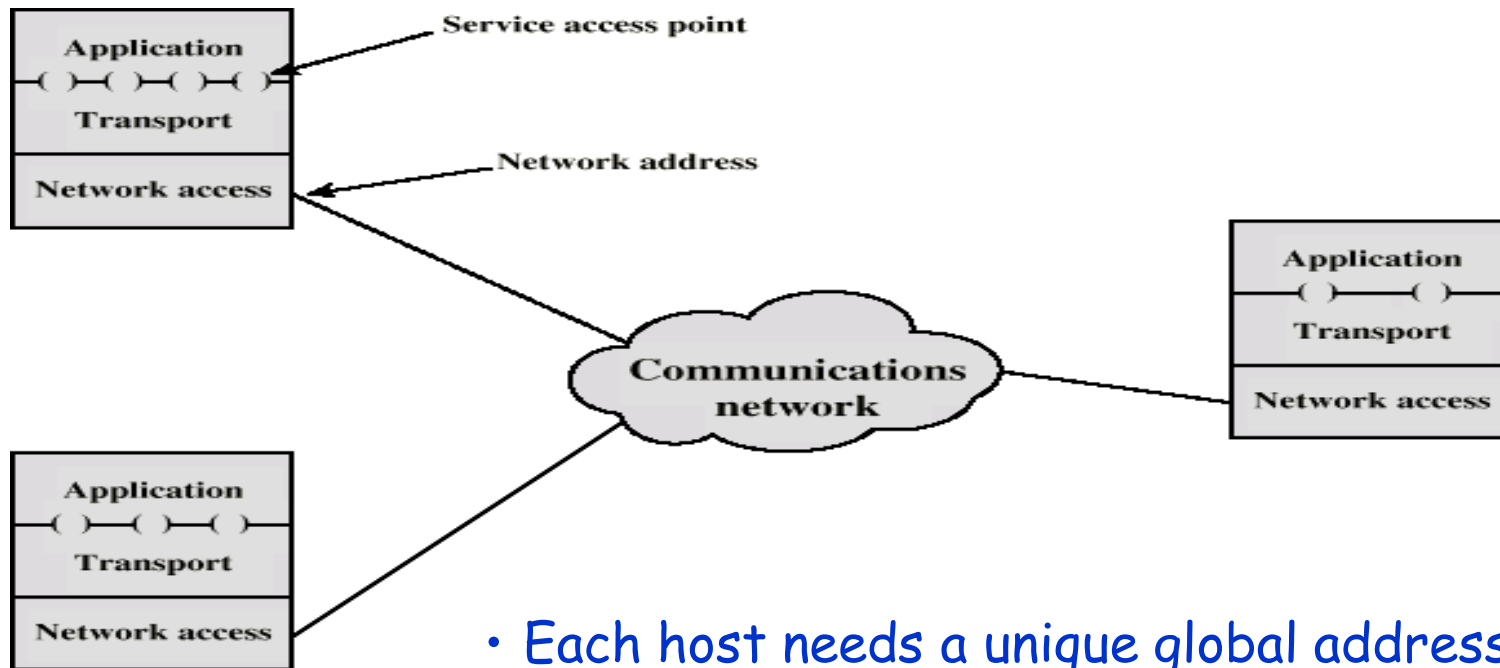 Service access point
Application
( ) ( ) ( ) ( )
Transport
Network access
Network address
Application
( ) ( )
Transport
Network access
Communications
network
Application
( ) ( ) ( )
Transport
Network access
• Each host needs a unique global address